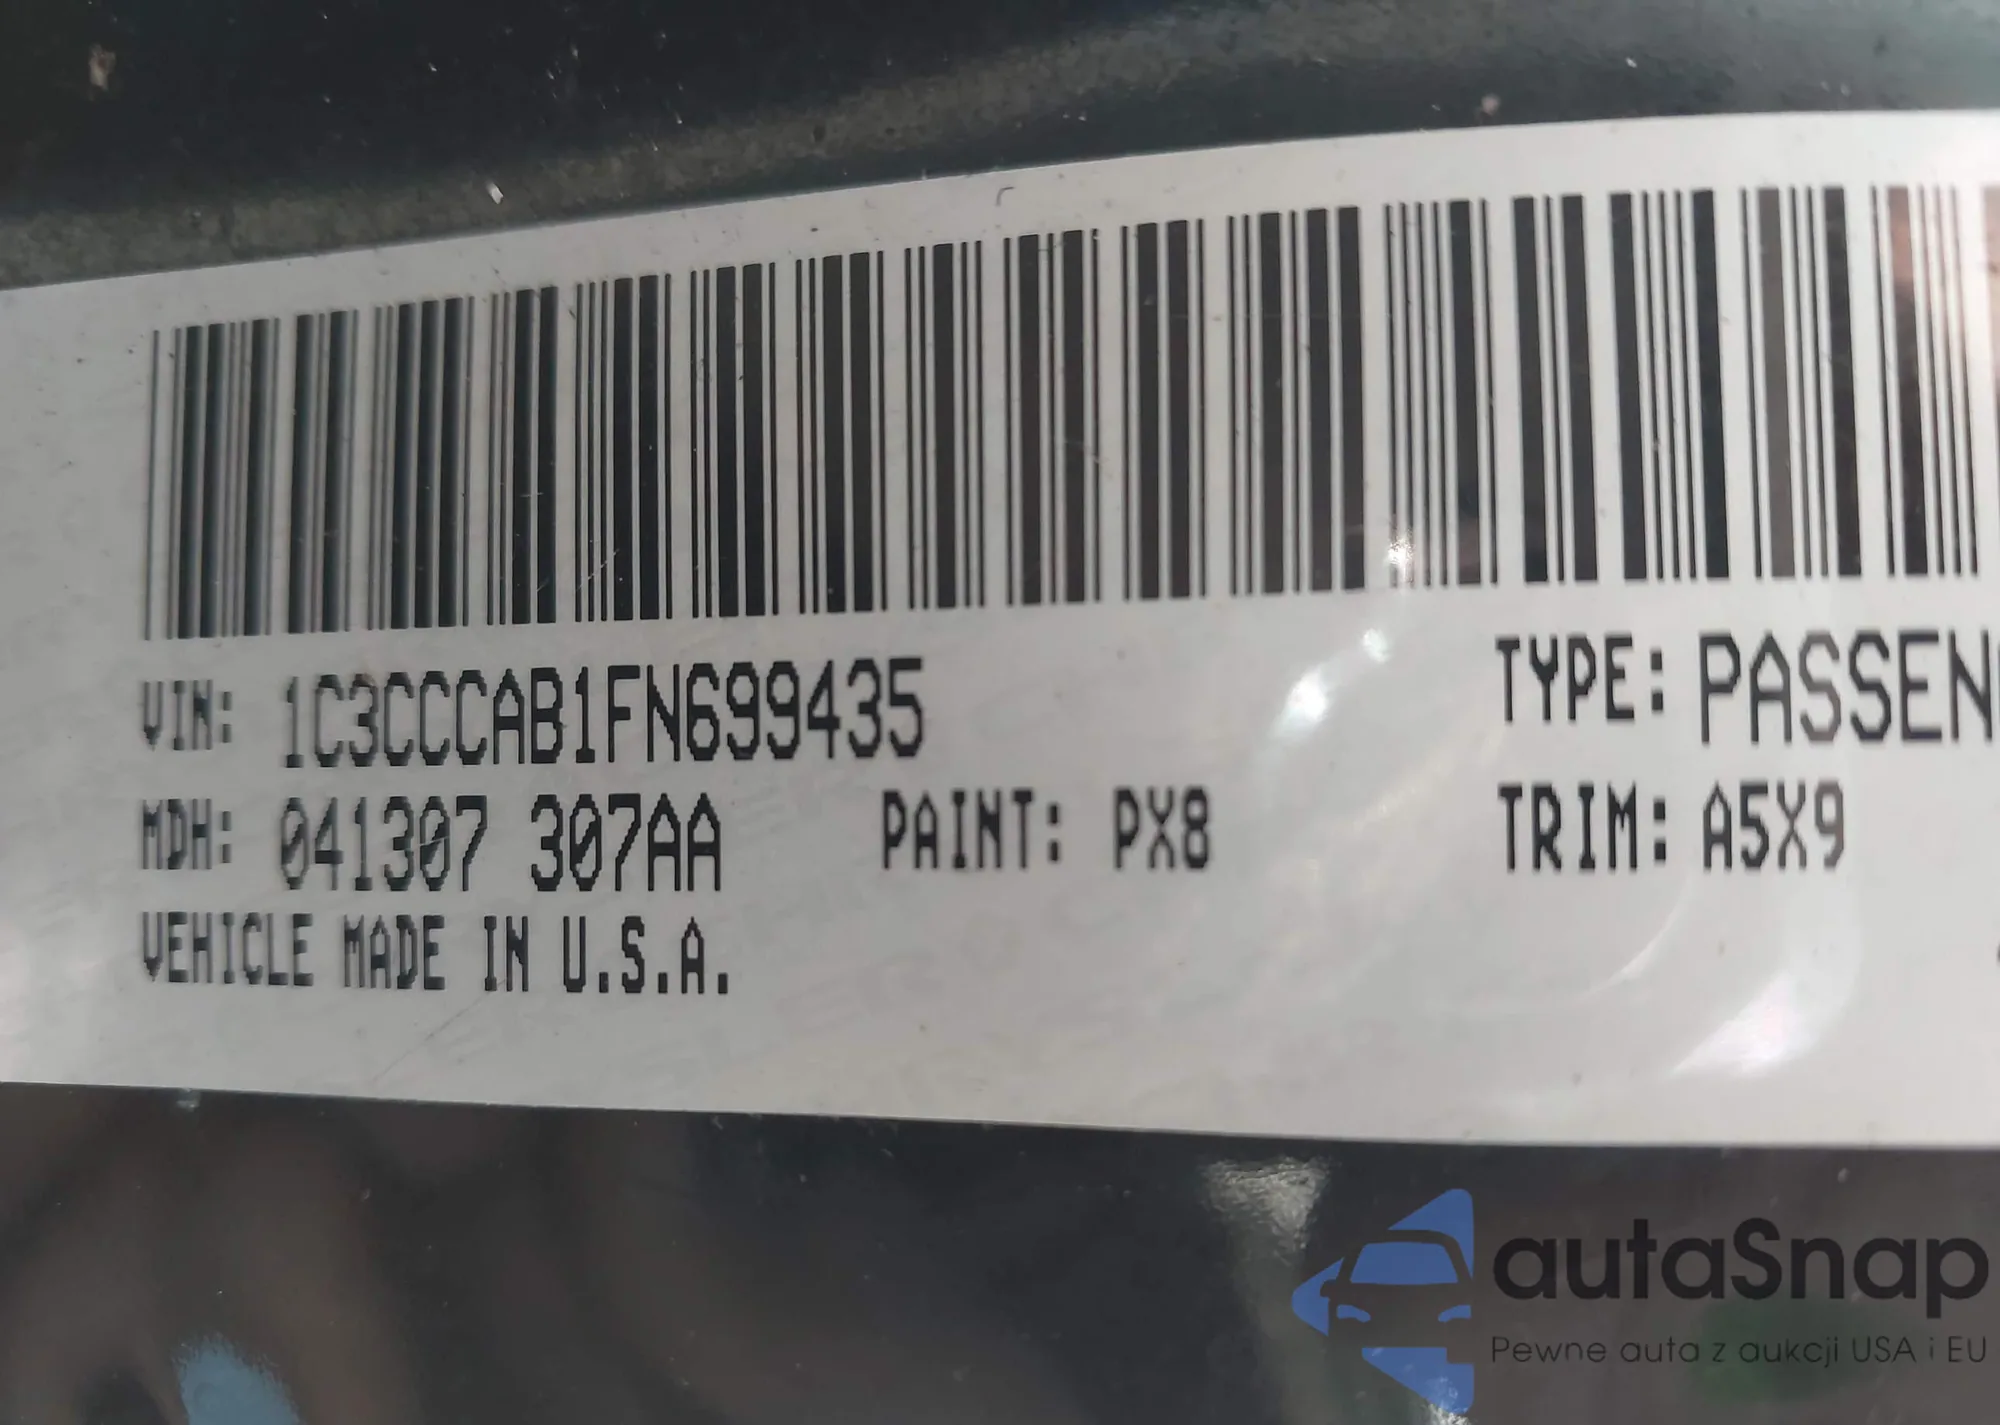 VIN: 1C3CCCAB1FN699435
TYPE: PASSEN
MDH: 041307 307AA PAINT: PX8 TRIM: A5X9
VEHICLE MADE IN U.S.A.
autaSnap
Pewne auta z aukcji USA i EU